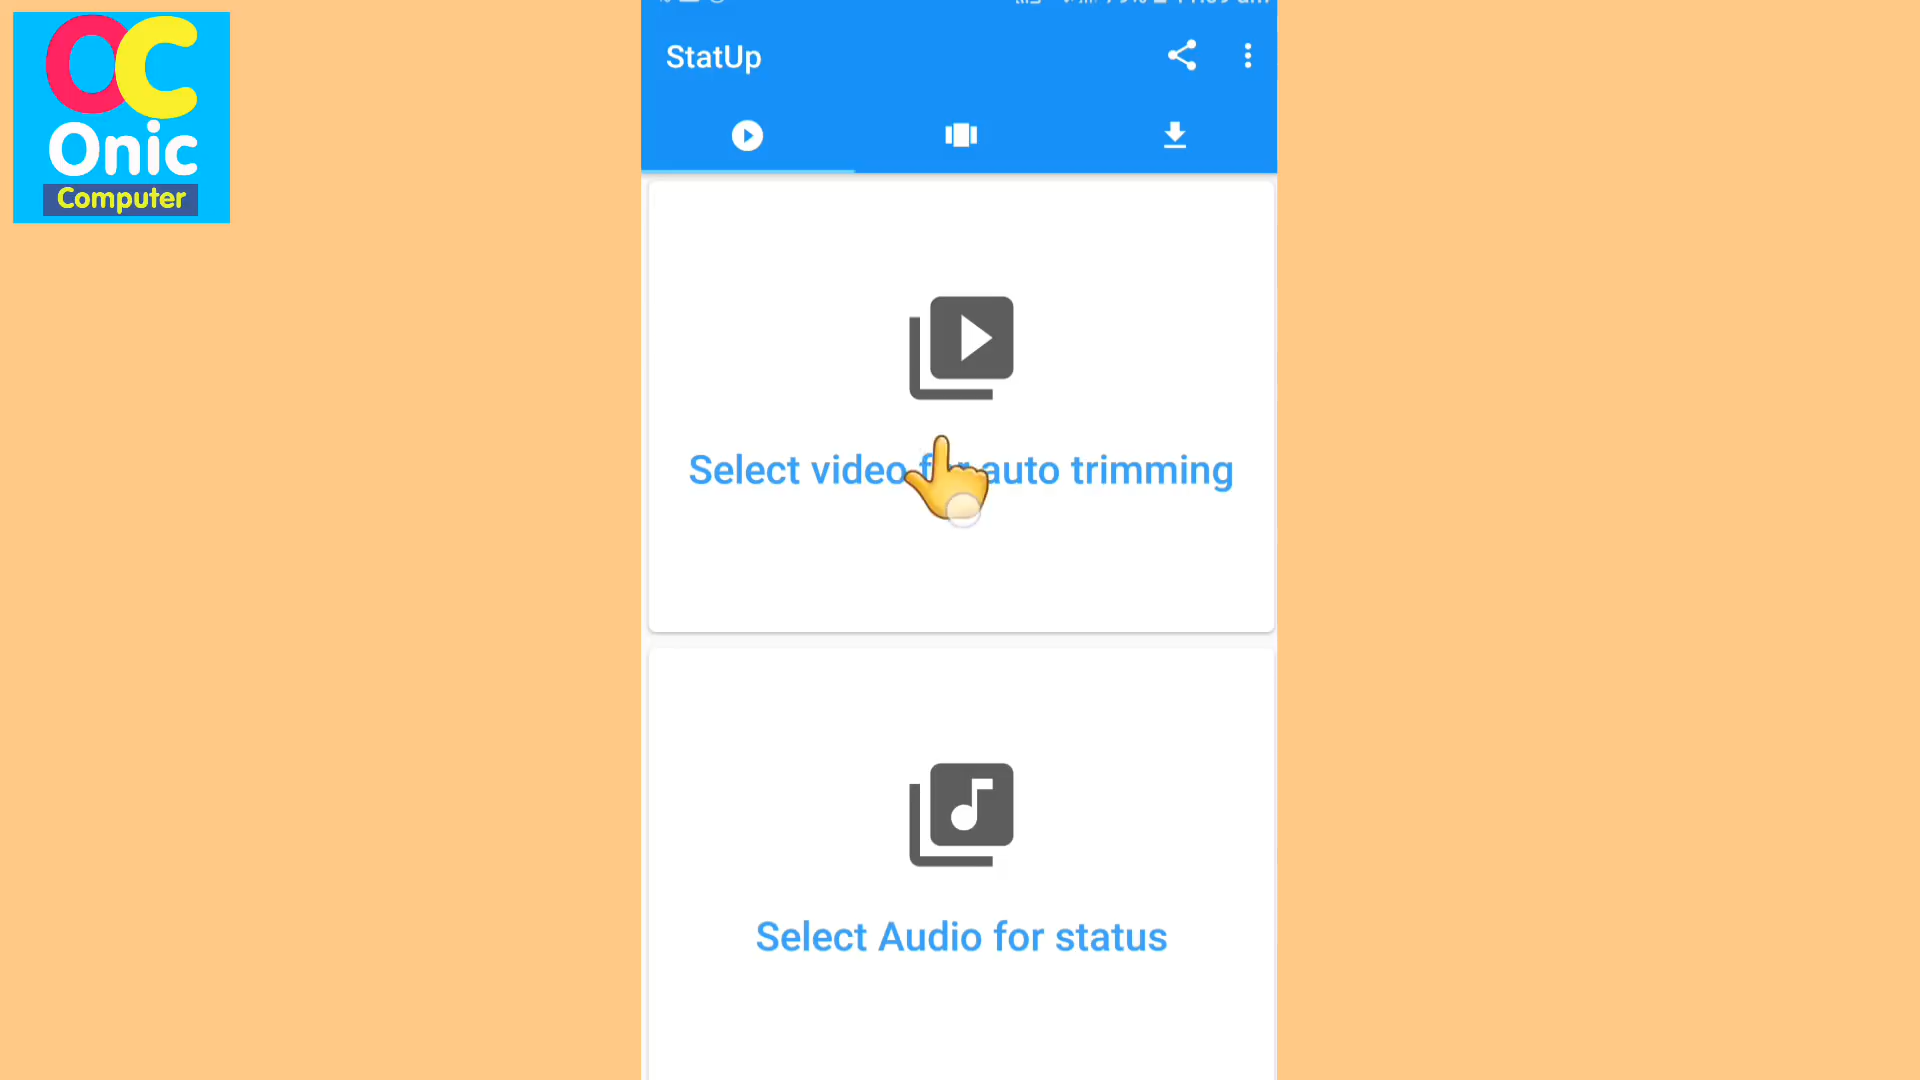 OC
Onic
Computer
StatUp
Select video auto trimming
Select Audio for status